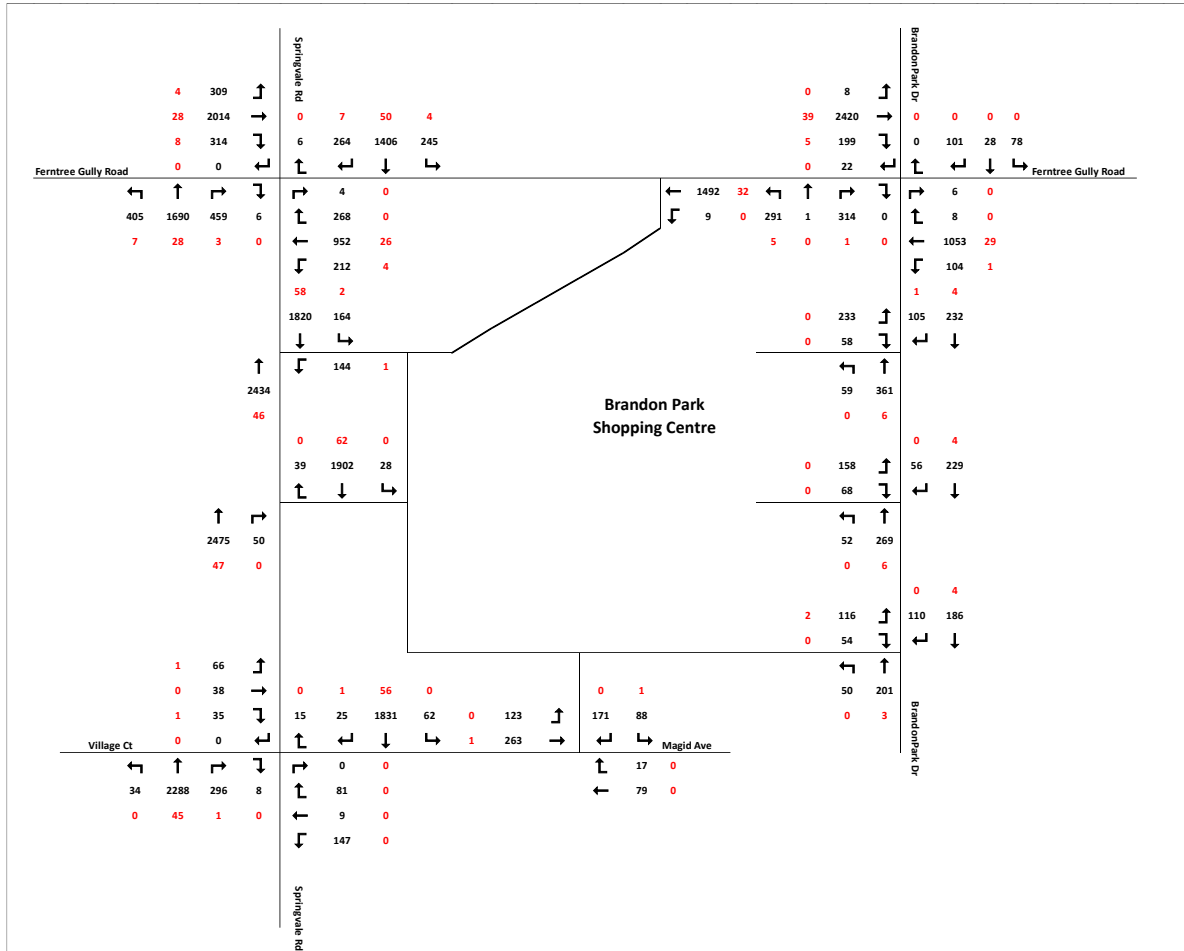 Springvale Rd
Brandon Park Dr
4 309 0 8
28 2014 0 7 50 4 39 2420 0 0 0 0
8 314 6 264 1406 245 5 199 0 101 28 78
0 0 0 22
Ferntree Gully Road Ferntree Gully Road
4 0 1492 32 6 0
405 1690 459 6 268 0 9 0 291 1 314 0 8 0
7 28 3 0 952 26 5 0 1 0 1053 29
212 4 104 1
58 2 1 4
1820 164 0 233 105 232
0 58
144 1
2434 59 361
Brandon Park
46 0 6
Shopping Centre
0 62 0 0 4
39 1902 28 0 158 56 229
0 68
2475 50 52 269
47 0 0 6
0 4
2 116 110 186
0 54
1 66
0 38 0 1 56 0 0 1 50 201
1 35 15 25 1831 62 0 123 171 88 0 3
0 0 1 263
Village Ct Magid Ave
BrandonPark Dr
0 0 17 0
34 2288 296 8 81 0 79 0
0 45 1 0 9 0
147 0
Springvale Rd